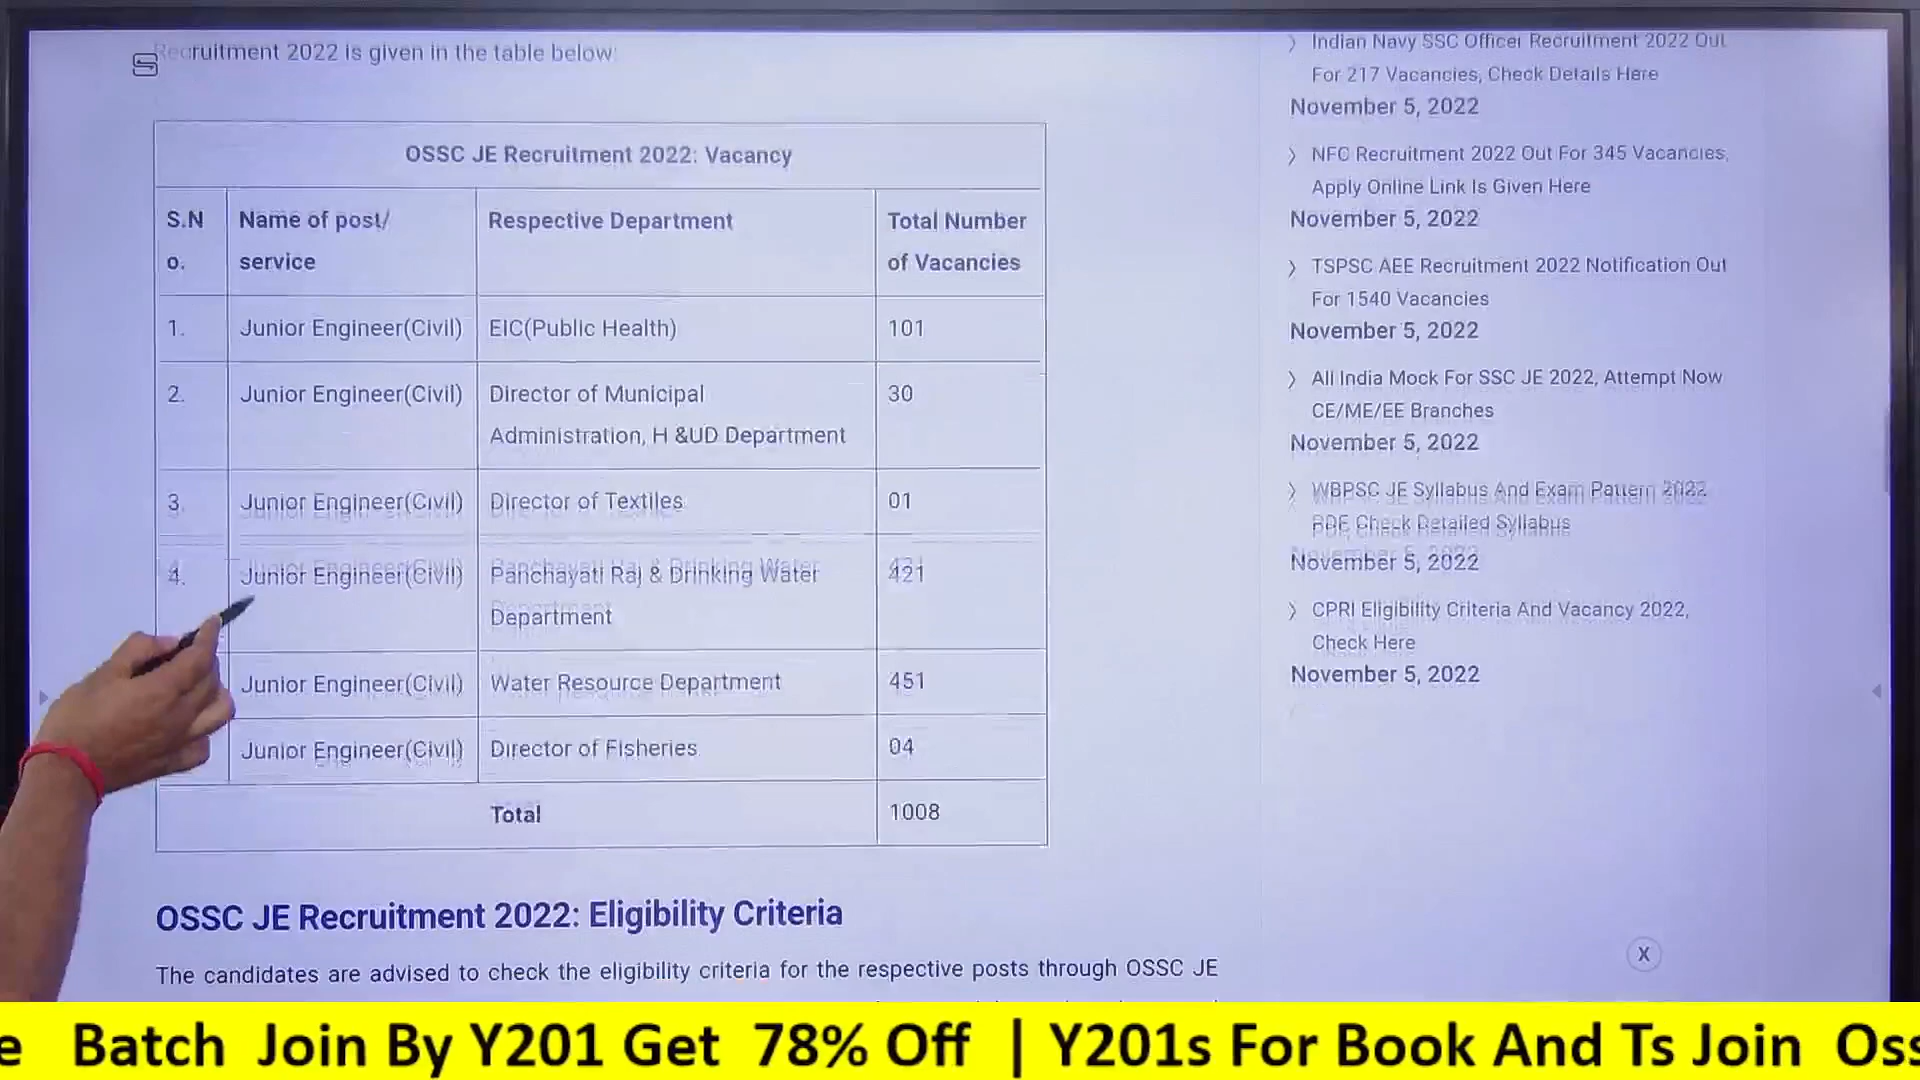 Recruitment 2022 is given in the table below:
OSSC JE Recruitment 2022: Vacancy
S.N
o.
Name of post/
service
Respective Department
Total Number
of Vacancies
1.
Junior Engineer(Civil)
EIC(Public Health)
101
2.
Junior Engineer(Civil)
Director of Municipal
Administration, H &UD Department
30
3.
Junior Engineer(Civil)
Director of Textiles
01
4.
Junior Engineer(Civil)
Panchayati Raj & Drinking Water
Department
421
Junior Engineer(Civil)
Water Resource Department
451
Junior Engineer(Civil)
Director of Fisheries
04
Total
1008
OSSC JE Recruitment 2022: Eligibility Criteria
The candidates are advised to check the eligibility criteria for the respective posts through OSSC JE
Indian Navy SSC Officer Recruitment 2022 Out
For 217 Vacancies, Check Details Here
November 5, 2022
NFC Recruitment 2022 Out For 345 Vacancies,
Apply Online Link Is Given Here
November 5, 2022
TSPSC AEE Recruitment 2022 Notification Out
For 1540 Vacancies
November 5, 2022
All India Mock For SSC JE 2022, Attempt Now
CE/ME/EE Branches
November 5, 2022
WBPSC JE Syllabus And Exam Pattern 2022
PDF, Check Detailed Syllabus
November 5, 2022
CPRI Eligibility Criteria And Vacancy 2022,
Check Here
November 5, 2022
X
e Batch Join By Y201 Get 78% Off | Y201s For Book And Ts Join Oss